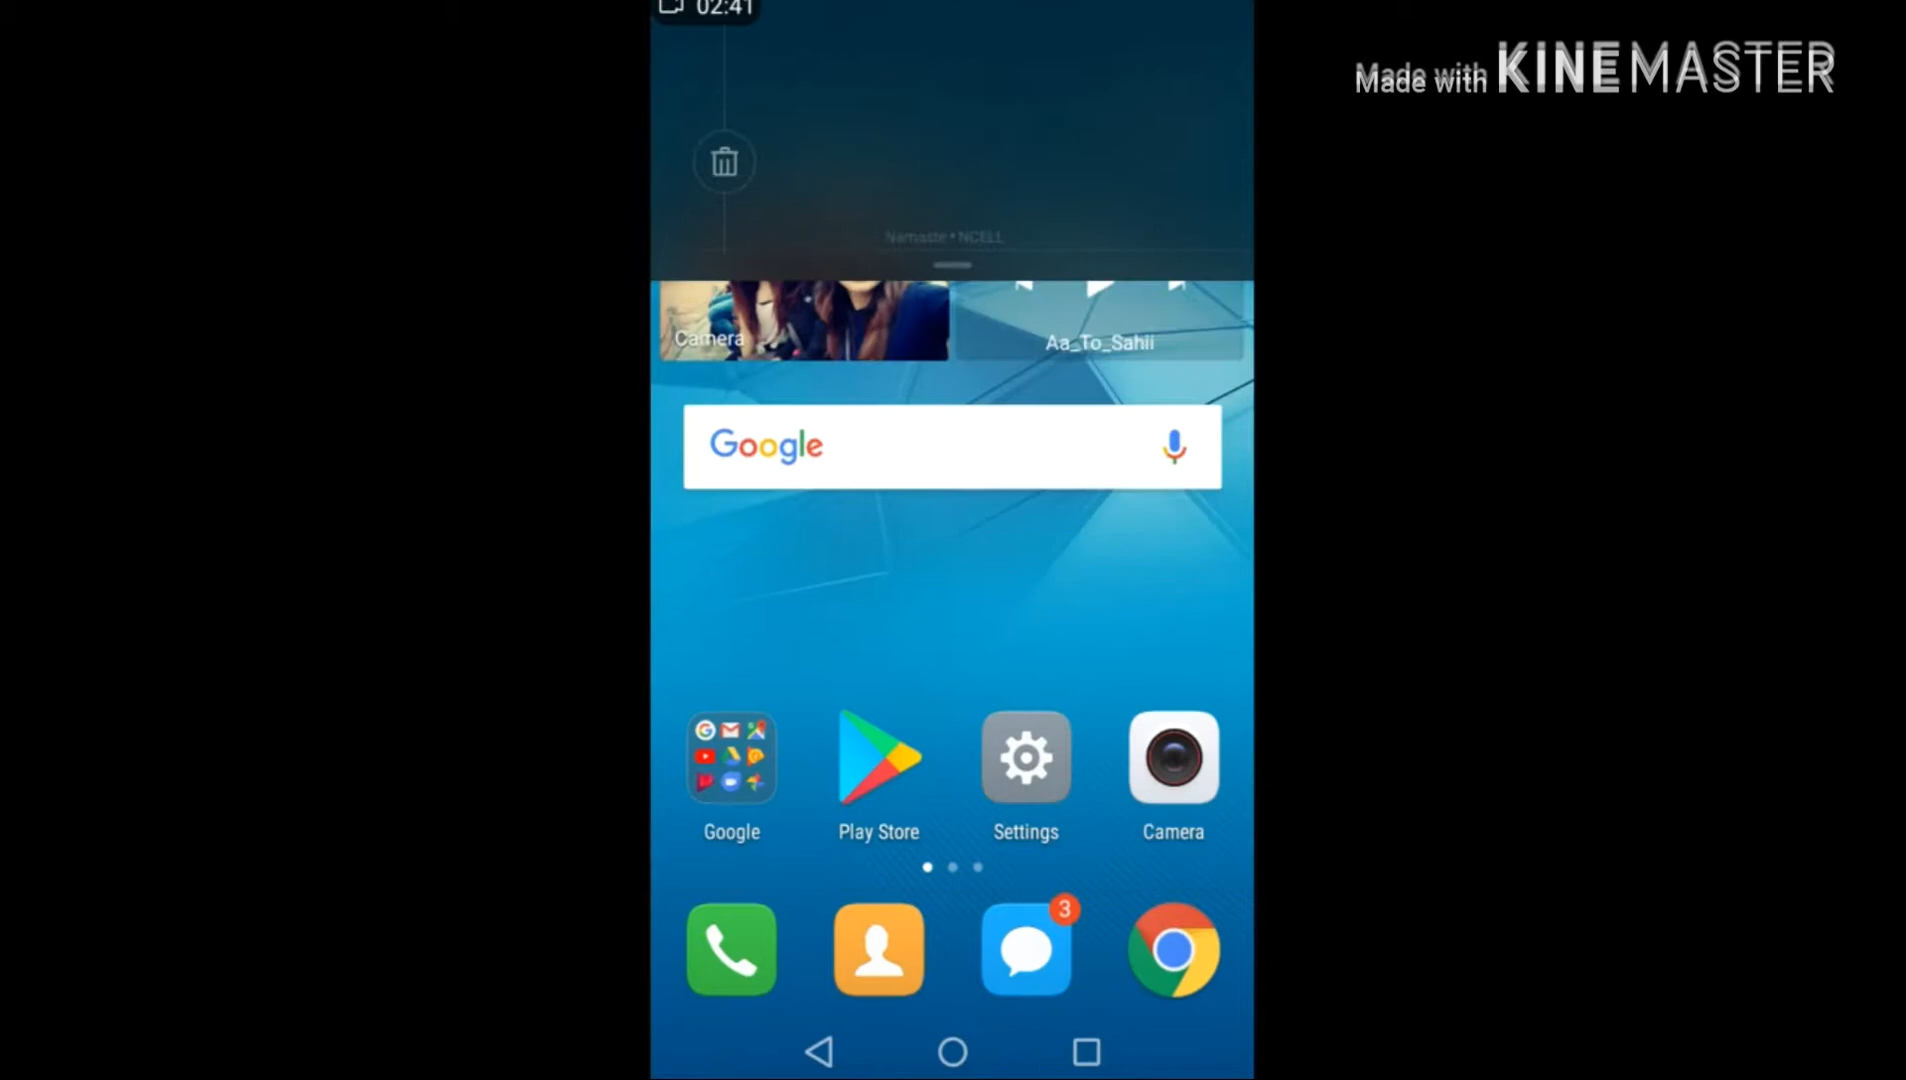 02:41
Made with KINEMASTER
Namaste • NCELL
Camera
Aa_To_Sahii
Google
Google
Play Store
Settings
Camera
3